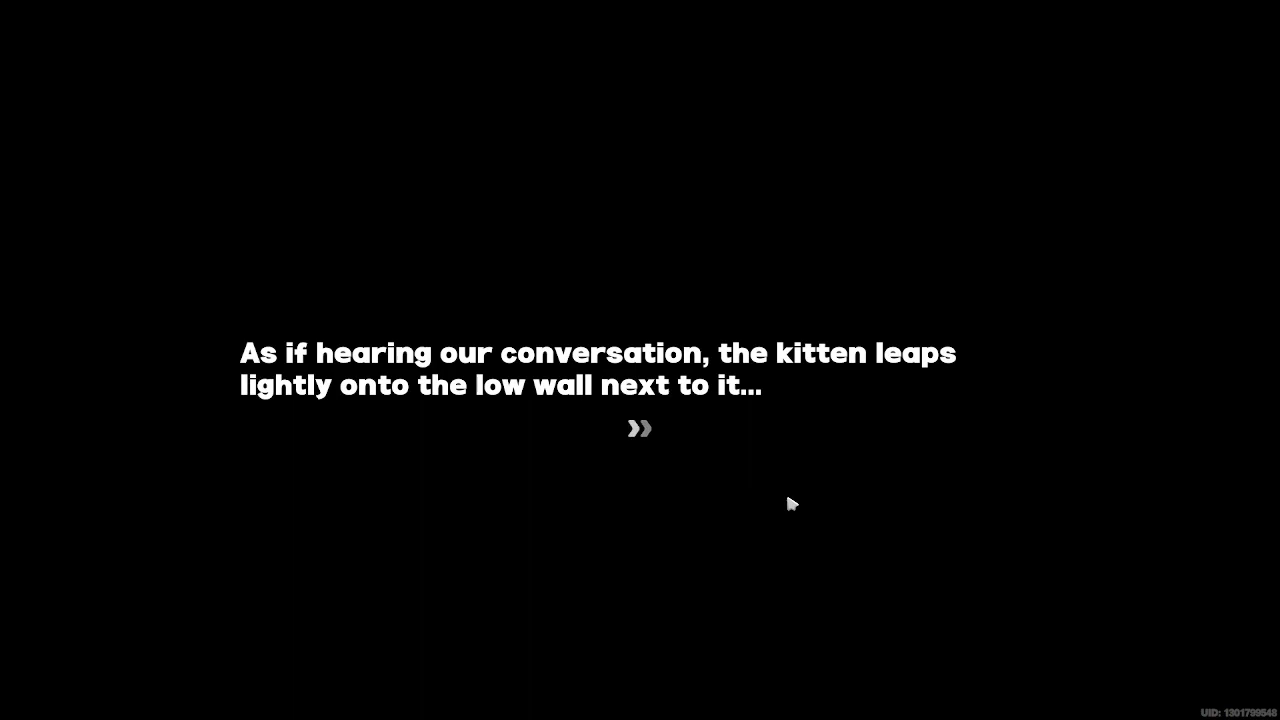 As if hearing our conversation, the kitten leaps
lightly onto the low wall next to it...
UID: 1301799548